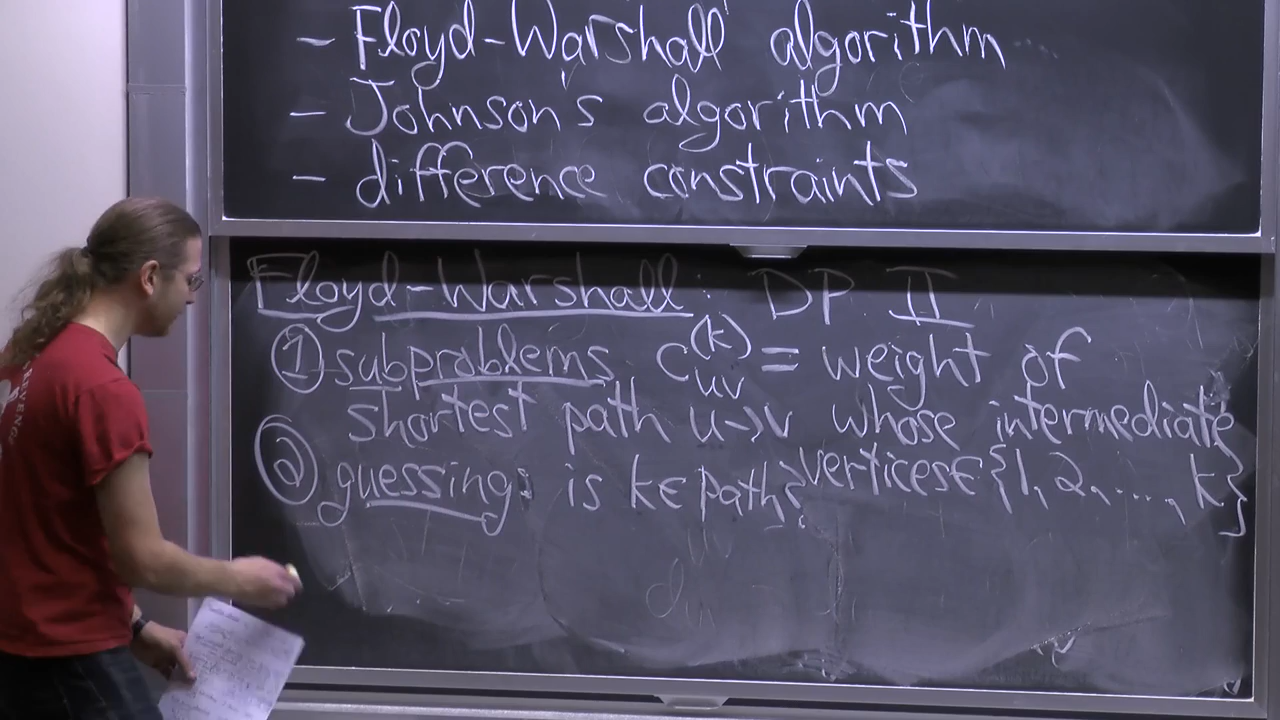 - Floyd-Warshall algorithm
- Johnson's algorithm
- difference constraints
Floyd-Warshall: DP II
① subproblems c_uv^(k) = weight of
shortest path u→v whose intermediate
vertices∈{1,2,...,k}
② guessing: is k∈path?